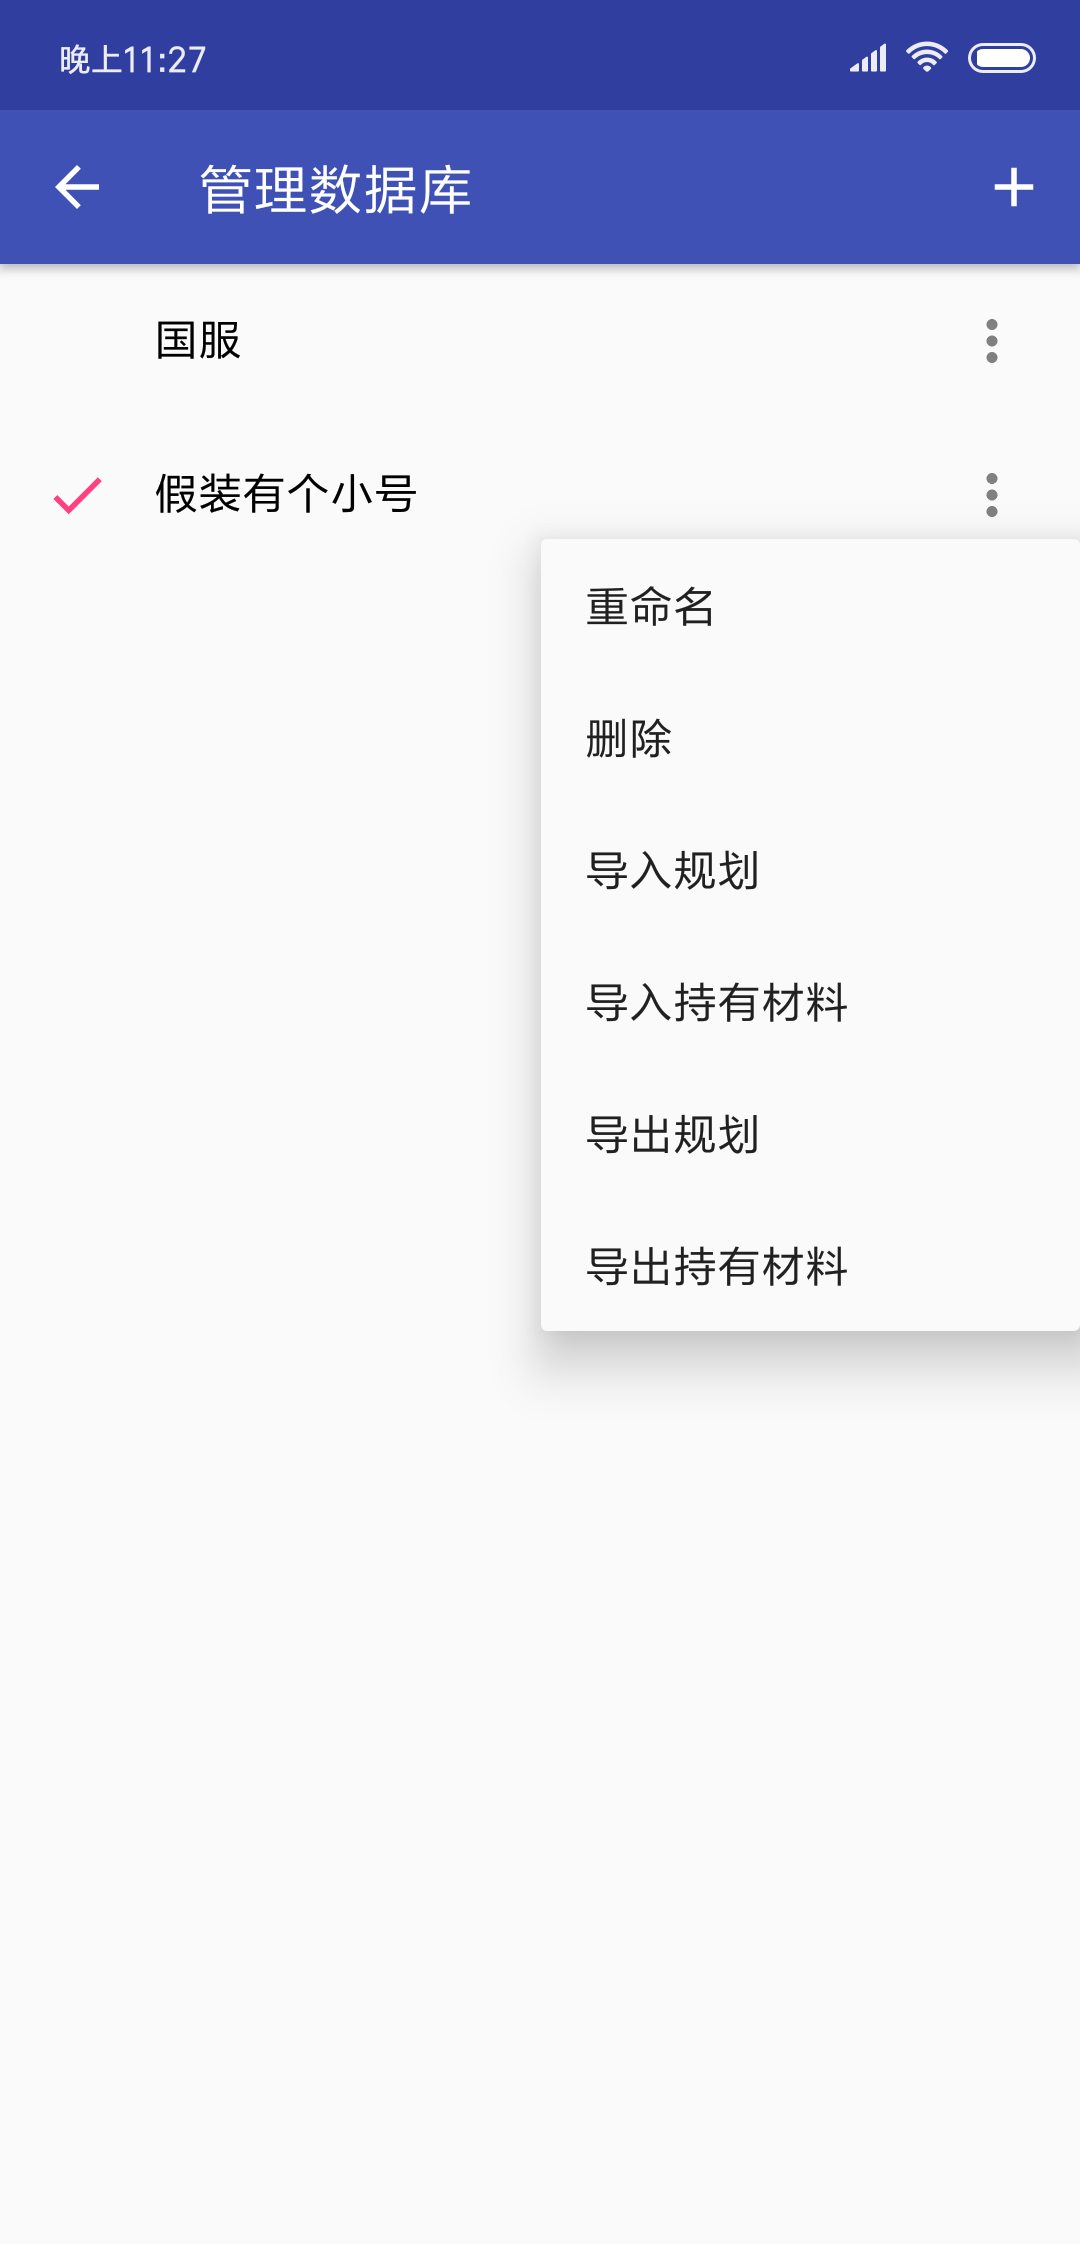 晚上11:27
管理数据库
国服
假装有个小号
重命名
删除
导入规划
导入持有材料
导出规划
导出持有材料